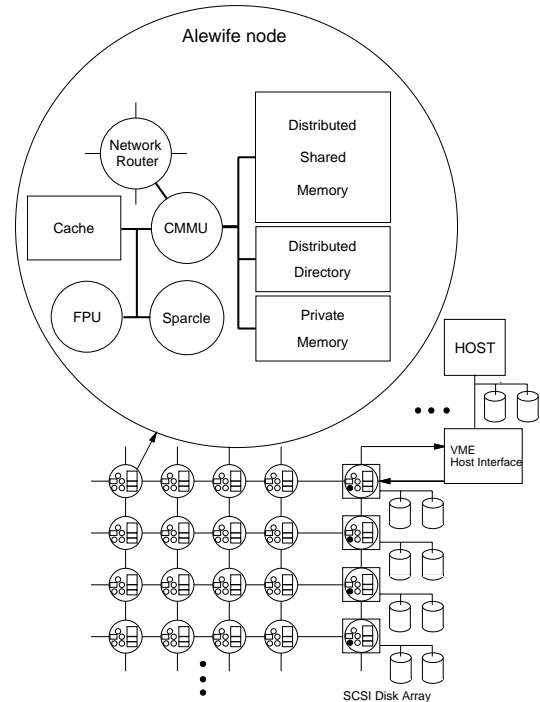 Alewife node
Network
Router
Cache
CMMU
FPU
Sparcle
Distributed
Shared
Memory
Distributed
Directory
Private
Memory
HOST
VME
Host Interface
SCSI Disk Array